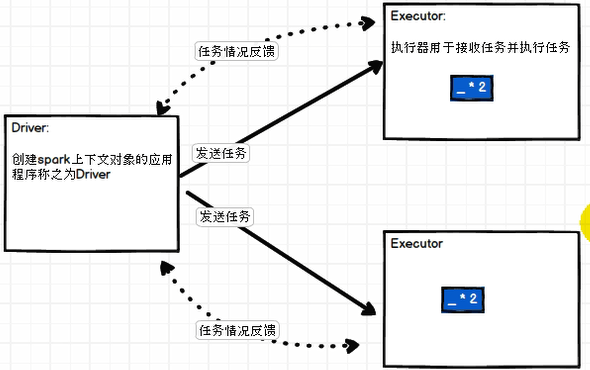 Executor:
任务情况反馈
执行器用于接收任务并执行任务
_ * 2
Driver:
创建spark上下文对象的应用
程序称之为Driver
发送任务
发送任务
Executor
_ * 2
任务情况反馈